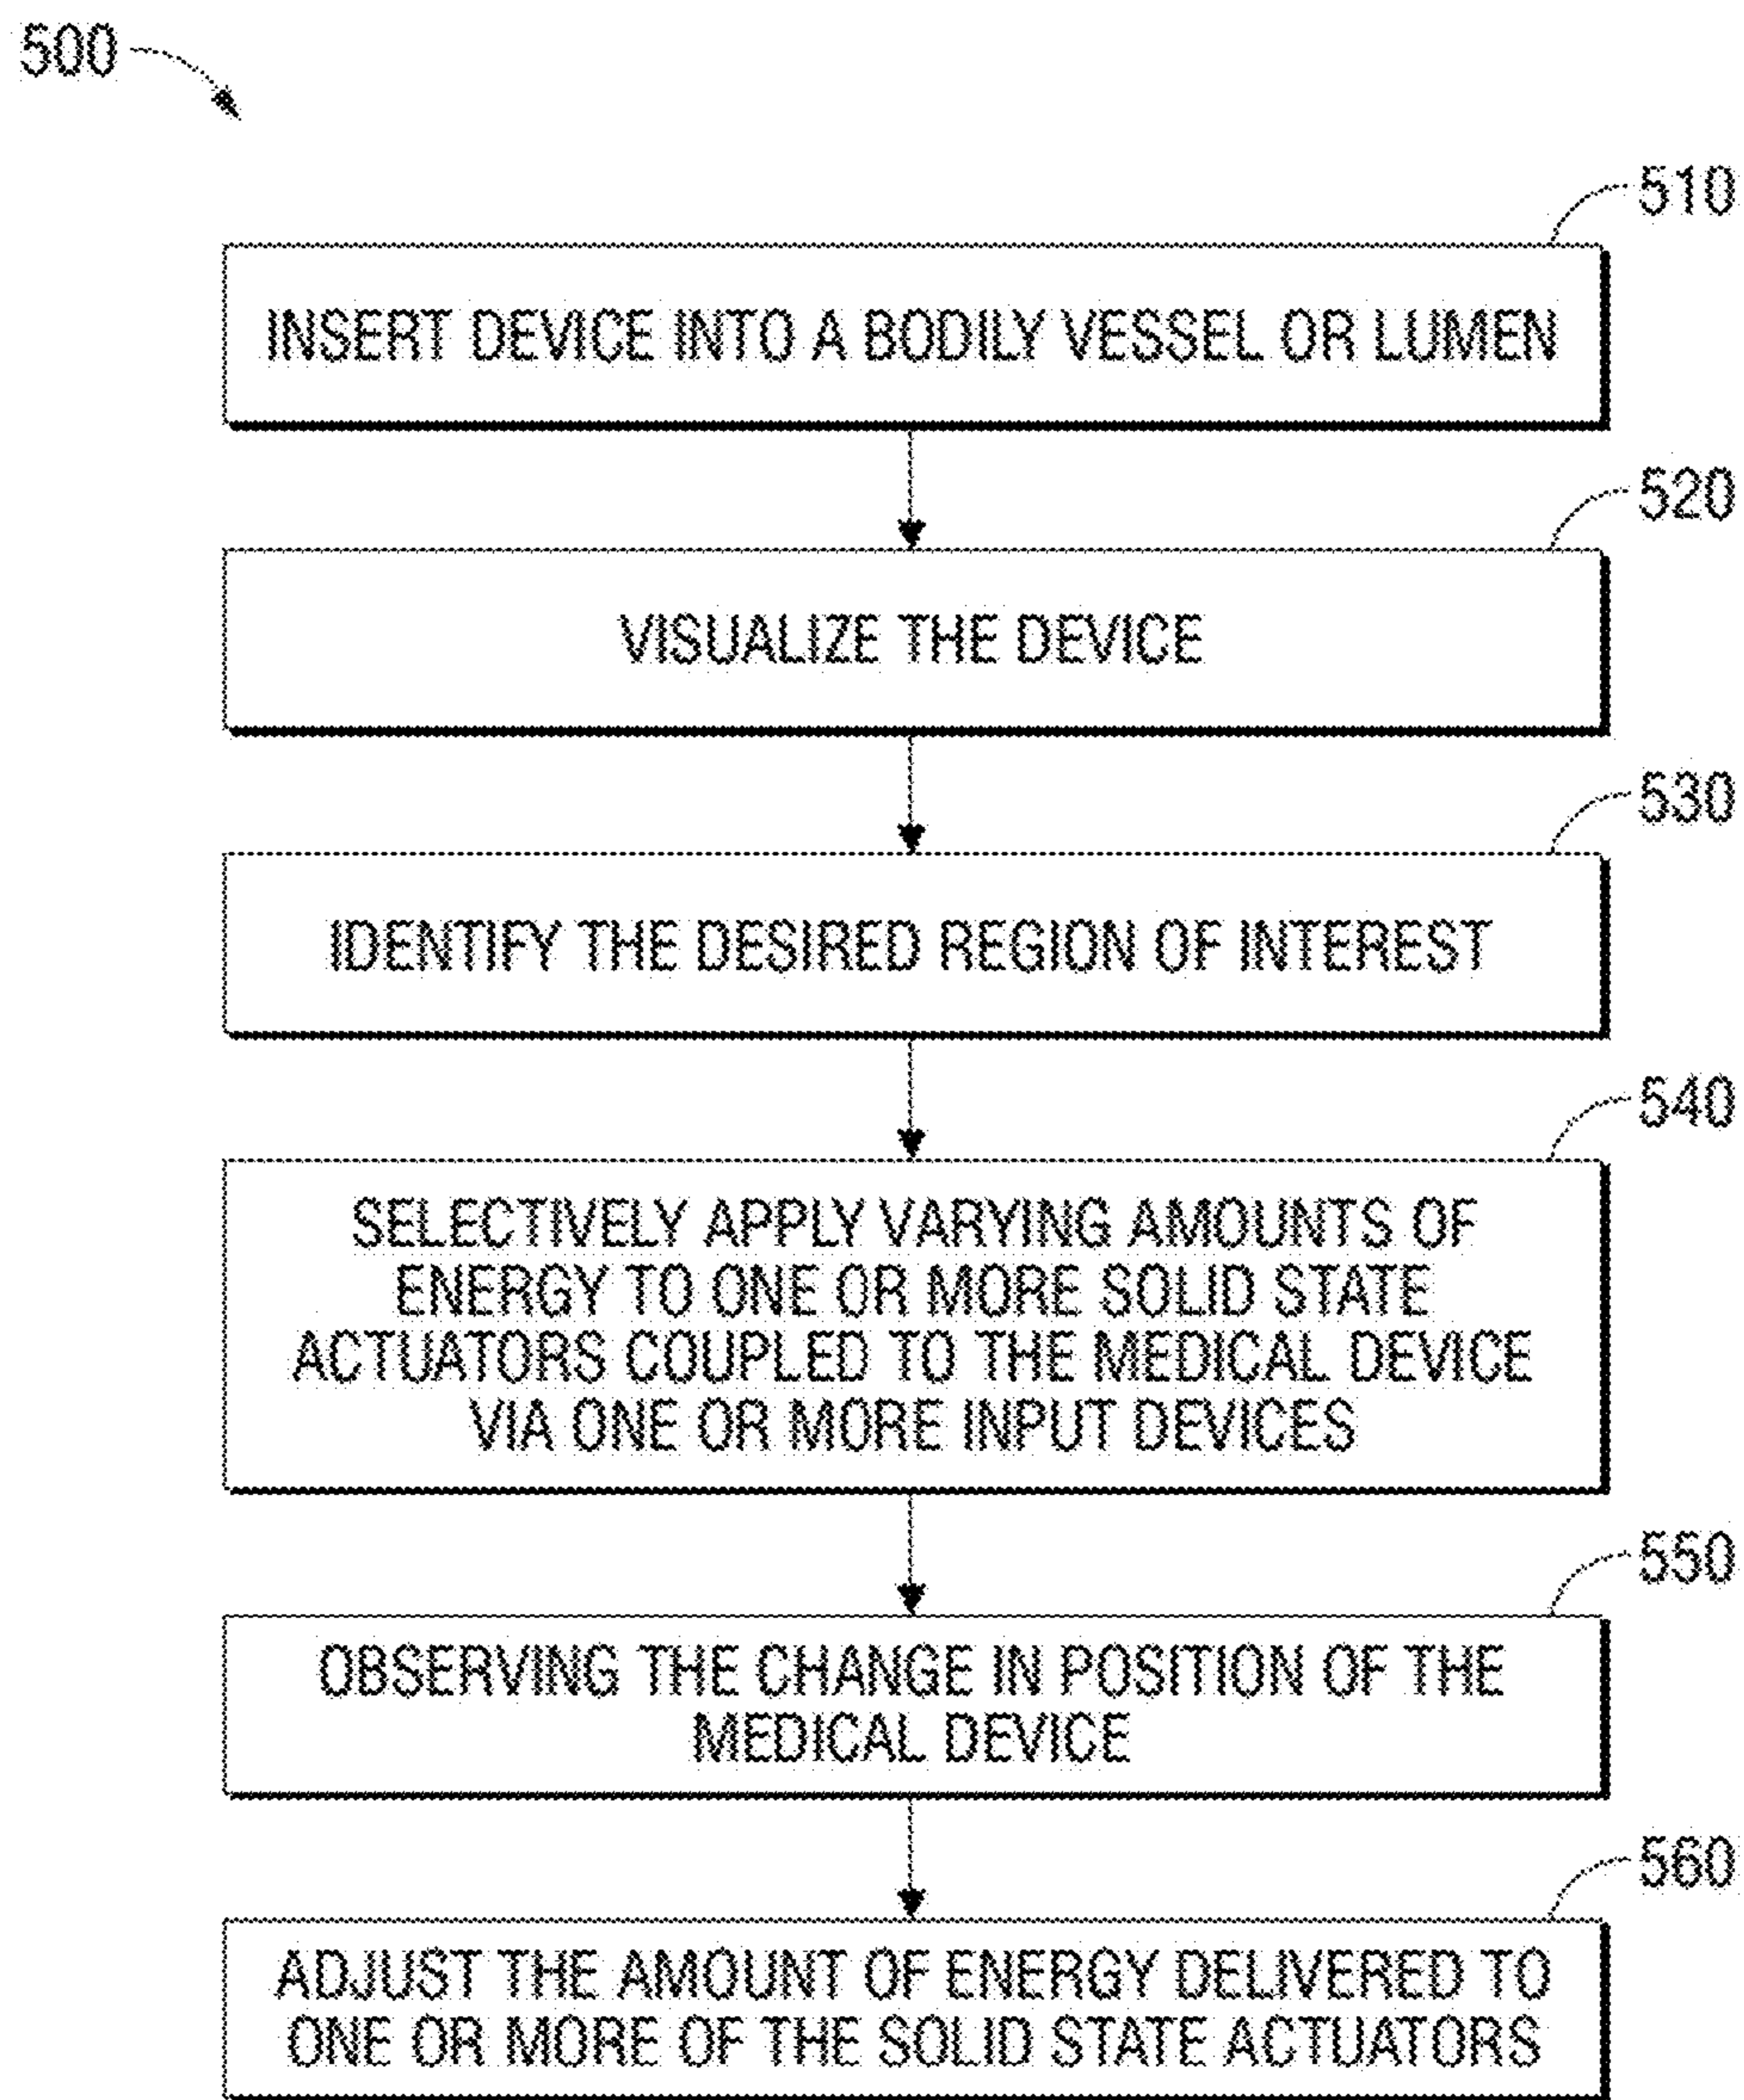 500
510
INSERT DEVICE INTO A BODILY VESSEL OR LUMEN
520
VISUALIZE THE DEVICE
530
IDENTIFY THE DESIRED REGION OF INTEREST
540
SELECTIVELY APPLY VARYING AMOUNTS OF
ENERGY TO ONE OR MORE SOLID STATE
ACTUATORS COUPLED TO THE MEDICAL DEVICE
VIA ONE OR MORE INPUT DEVICES
550
OBSERVING THE CHANGE IN POSITION OF THE
MEDICAL DEVICE
560
ADJUST THE AMOUNT OF ENERGY DELIVERED TO
ONE OR MORE OF THE SOLID STATE ACTUATORS